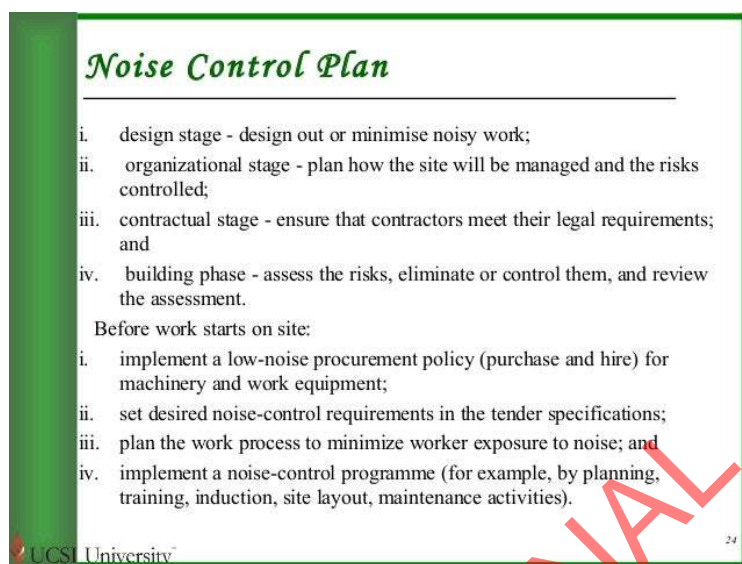 Noise Control Plan
i. design stage - design out or minimise noisy work;
ii. organizational stage - plan how the site will be managed and the risks
controlled;
iii. contractual stage - ensure that contractors meet their legal requirements;
and
iv. building phase - assess the risks, eliminate or control them, and review
the assessment.
Before work starts on site:
i. implement a low-noise procurement policy (purchase and hire) for
machinery and work equipment;
ii. set desired noise-control requirements in the tender specifications;
iii. plan the work process to minimize worker exposure to noise; and
iv. implement a noise-control programme (for example, by planning,
training, induction, site layout, maintenance activities).
24
UCSI University